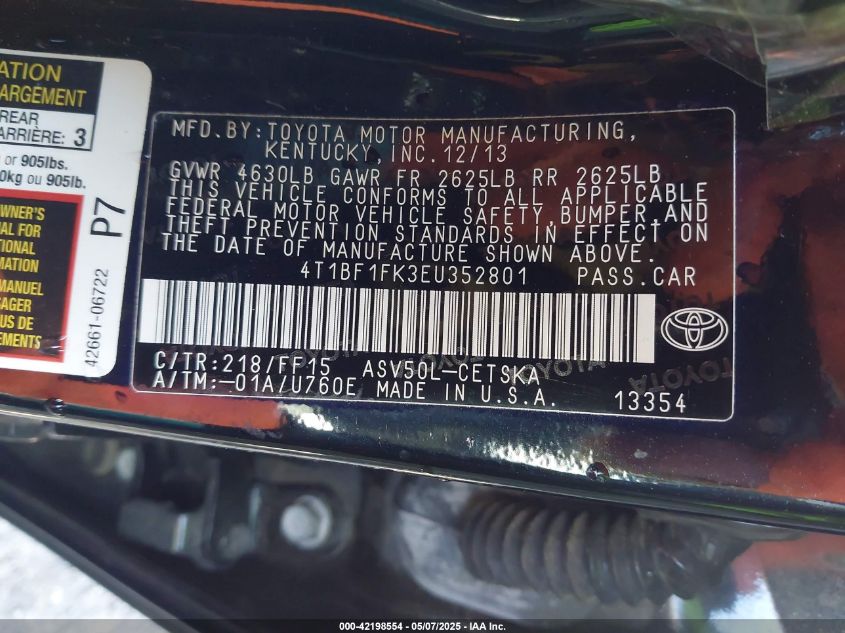 ATION
ARGEMENT
REAR
ARRIÈRE: 3
or 905lbs.
0kg ou 905lb.
OWNER'S
AL FOR
TIONAL
RMATION
MANUEL
SAGER
US DE
EMENTS
P7
42661-06722
MFD. BY: TOYOTA MOTOR MANUFACTURING,
KENTUCKY, INC. 12/13
GVWR 4630LB GAWR FR 2625LB RR 2625LB
THIS VEHICLE CONFORMS TO ALL APPLICABLE
FEDERAL MOTOR VEHICLE SAFETY, BUMPER, AND
THEFT PREVENTION STANDARDS IN EFFECT ON
THE DATE OF MANUFACTURE SHOWN ABOVE.
4T1BF1FK3EU352801 PASS. CAR
C/TR: 218/FF15 ASV50L-CETSKA
A/TM: -01A/U760E MADE IN U.S.A. 13354
000-42198554 - 05/07/2025 - IAA Inc.